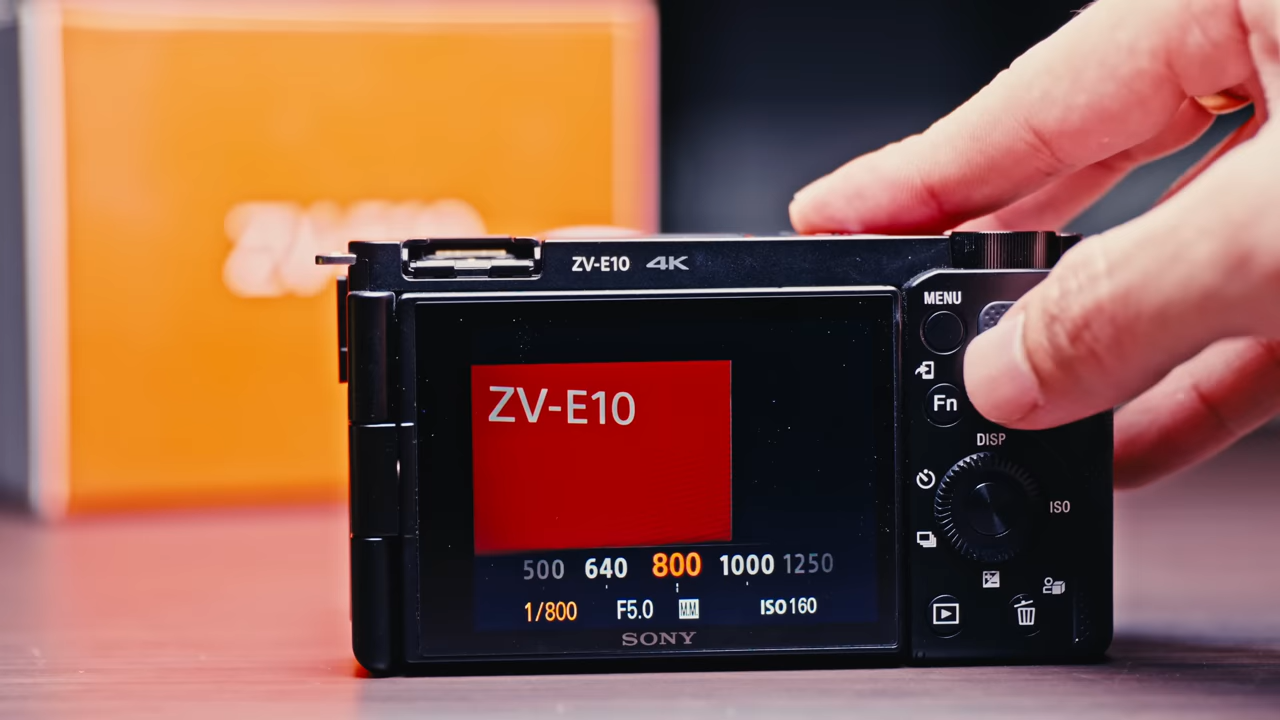 ZV-E10 4K
MENU
ZV-E10
Fn
DISP
ISO
500 640 800 1000 1250
1/800 F5.0 ISO 160
SONY